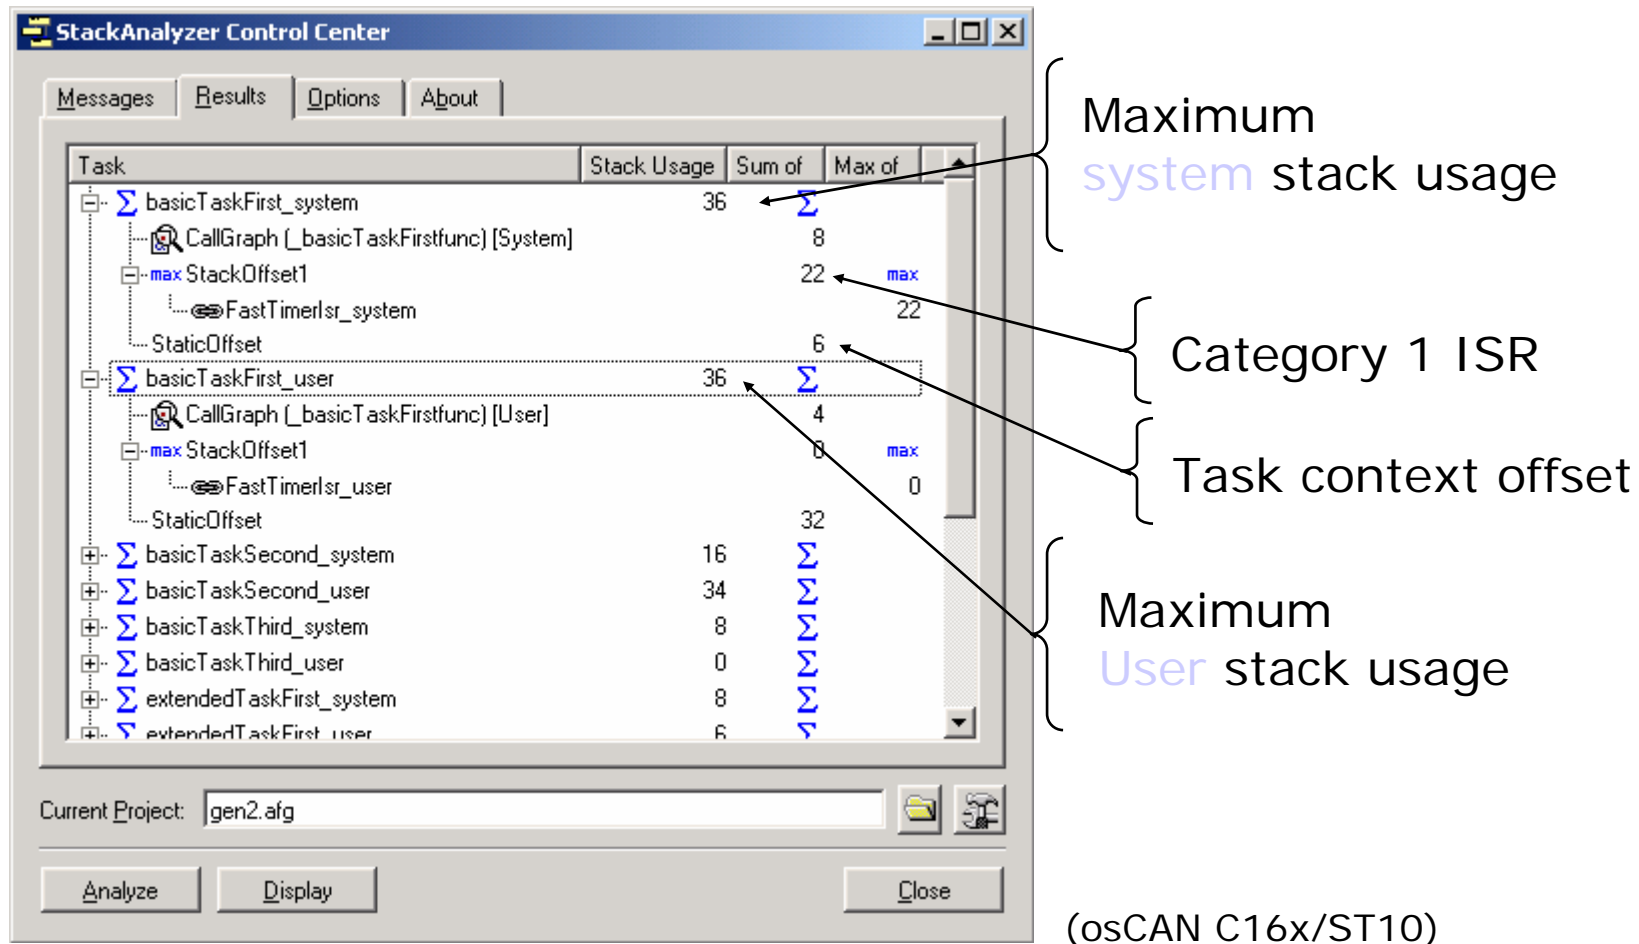 StackAnalyzer Control Center
Messages Results Options About
Task Stack Usage Sum of Max of
basicTaskFirst_system 36 Σ
CallGraph (_basicTaskFirstfunc) [System] 8
max StackOffset1 22 max
FastTimerIsr_system 22
StaticOffset 6
basicTaskFirst_user 36 Σ
CallGraph (_basicTaskFirstfunc) [User] 4
max StackOffset1 0 max
FastTimerIsr_user 0
StaticOffset 32
basicTaskSecond_system 16 Σ
basicTaskSecond_user 34 Σ
basicTaskThird_system 8 Σ
basicTaskThird_user 0 Σ
extendedTaskFirst_system 8 Σ
extendedTaskFirst_user 6 Σ
Current Project: gen2.afg
Analyze Display Close
Maximum
system stack usage
Category 1 ISR
Task context offset
Maximum
User stack usage
(osCAN C16x/ST10)